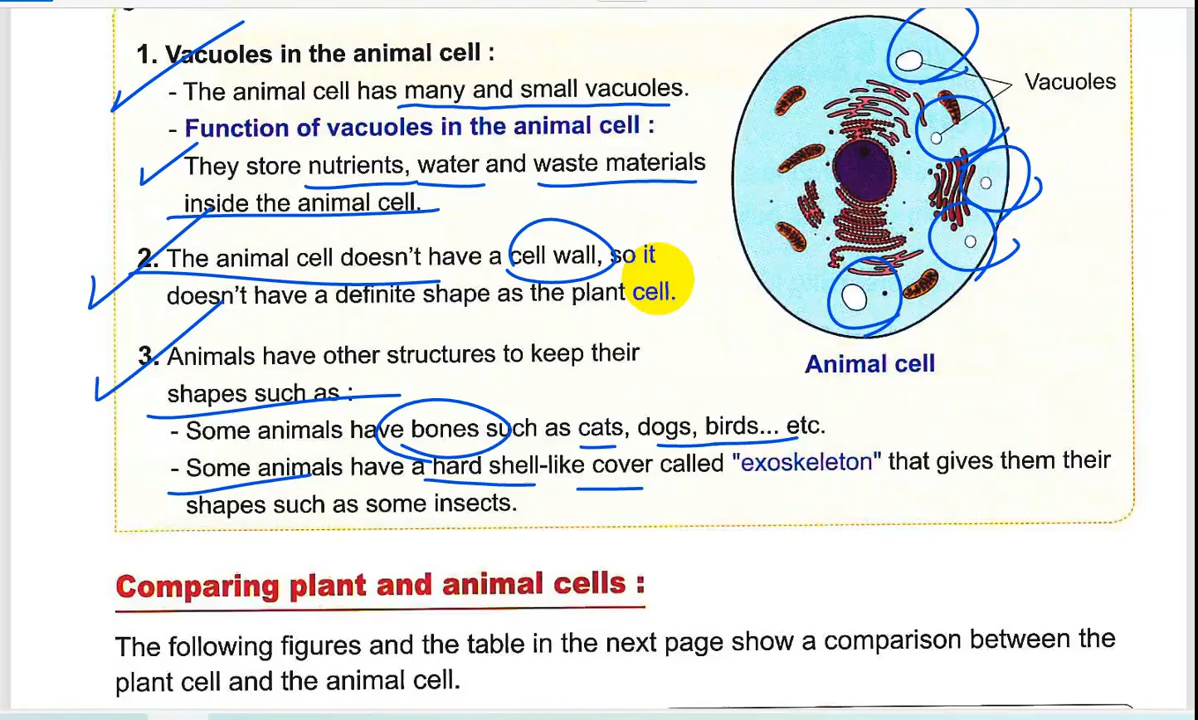 1. Vacuoles in the animal cell :
- The animal cell has many and small vacuoles.
- Function of vacuoles in the animal cell :
They store nutrients, water and waste materials
inside the animal cell.
2. The animal cell doesn't have a cell wall, so it
doesn't have a definite shape as the plant cell.
3. Animals have other structures to keep their
shapes such as :
- Some animals have bones such as cats, dogs, birds... etc.
- Some animals have a hard shell-like cover called "exoskeleton" that gives them their
shapes such as some insects.
Vacuoles
Animal cell
Comparing plant and animal cells :
The following figures and the table in the next page show a comparison between the
plant cell and the animal cell.